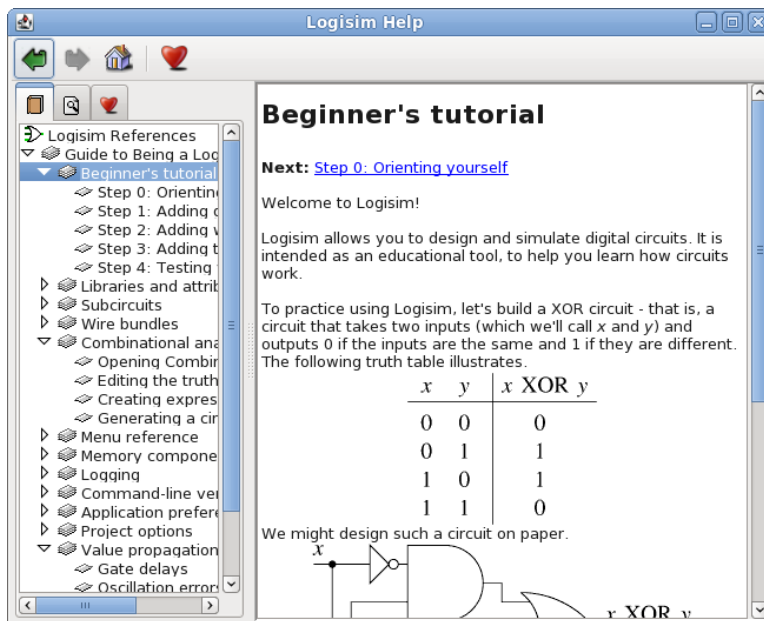 Logisim Help
Logisim References
Guide to Being a Log
Beginner's tutorial
Step 0: Orientin
Step 1: Adding
Step 2: Adding
Step 3: Adding t
Step 4: Testing
Libraries and attrib
Subcircuits
Wire bundles
Combinational ana
Opening Combin
Editing the truth
Creating expres
Generating a cir
Menu reference
Memory compone
Logging
Command-line ver
Application prefere
Project options
Value propagation
Gate delays
Oscillation errors
Beginner's tutorial
Next: Step 0: Orienting yourself
Welcome to Logisim!
Logisim allows you to design and simulate digital circuits. It is
intended as an educational tool, to help you learn how circuits
work.
To practice using Logisim, let's build a XOR circuit - that is, a
circuit that takes two inputs (which we'll call x and y) and
outputs 0 if the inputs are the same and 1 if they are different.
The following truth table illustrates.
x y x XOR y
0 0 0
0 1 1
1 0 1
1 1 0
We might design such a circuit on paper.
x
x XOR y